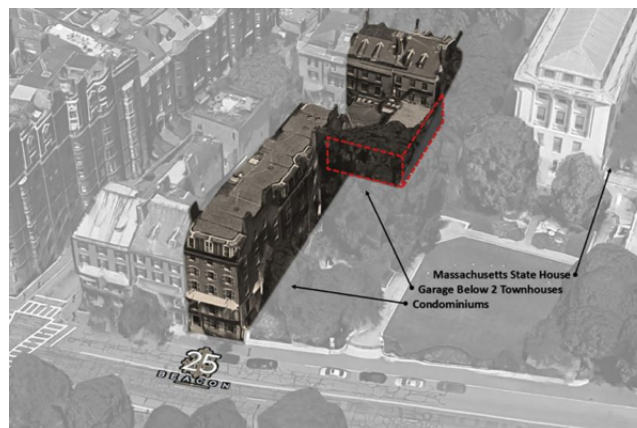 Massachusetts State House
Garage Below 2 Townhouses
Condominiums
25
BEACON